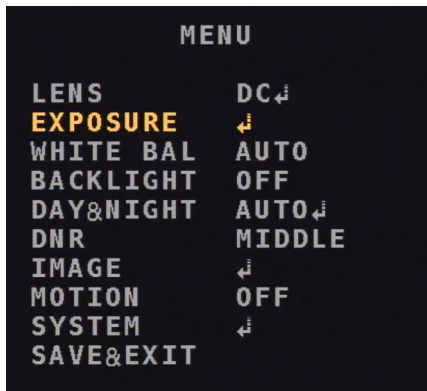 MENU
LENS DC↵
EXPOSURE ↵
WHITE BAL AUTO
BACKLIGHT OFF
DAY&NIGHT AUTO↵
DNR MIDDLE
IMAGE ↵
MOTION OFF
SYSTEM ↵
SAVE&EXIT